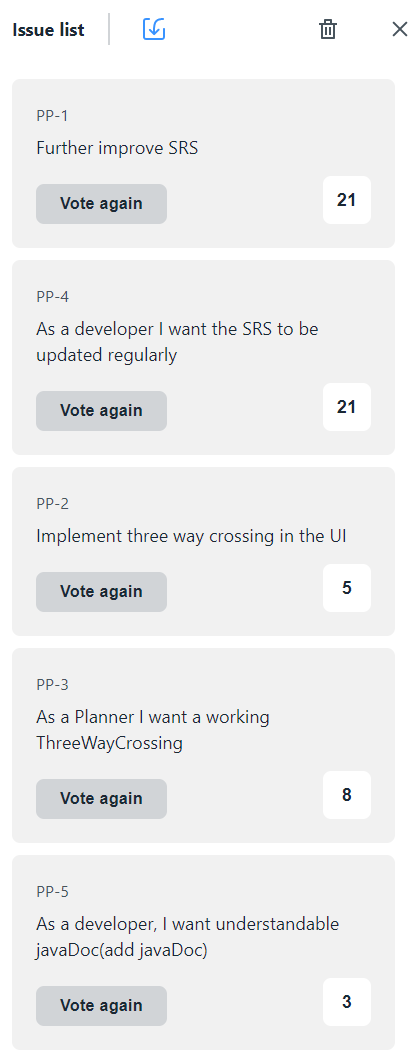 Issue list
PP-1
Further improve SRS
Vote again
21
PP-4
As a developer I want the SRS to be
updated regularly
Vote again
21
PP-2
Implement three way crossing in the UI
Vote again
5
PP-3
As a Planner I want a working
ThreeWayCrossing
Vote again
8
PP-5
As a developer, I want understandable
javaDoc(add javaDoc)
Vote again
3